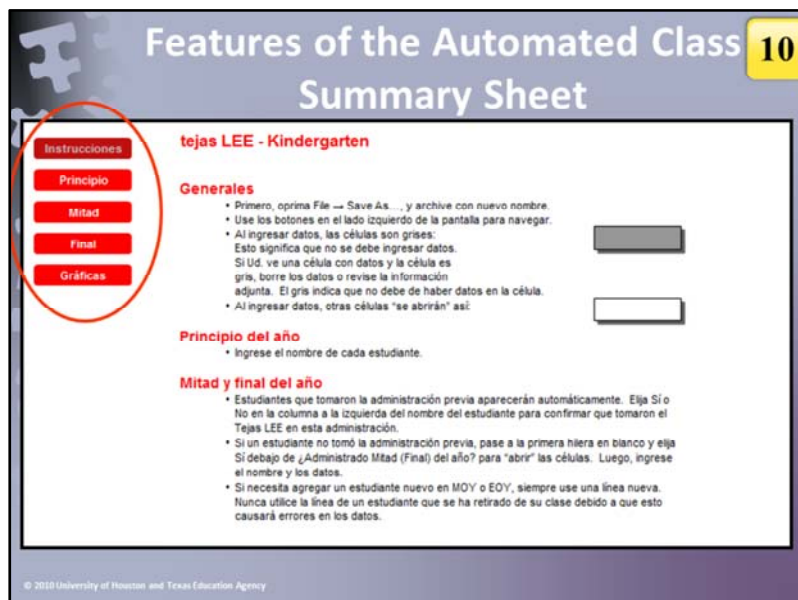 Features of the Automated Class
Summary Sheet
10
Instrucciones
Principio
Mitad
Final
Gráficas
tejas LEE - Kindergarten
Generales
• Primero, oprima File → Save As..., y archive con nuevo nombre.
• Use los botones en el lado izquierdo de la pantalla para navegar.
• Al ingresar datos, las células son grises:
Esto significa que no se debe ingresar datos.
Si Ud. ve una célula con datos y la célula es
gris, borre los datos o revise la información
adjunta. El gris indica que no debe de haber datos en la célula.
• Al ingresar datos, otras células "se abrirán" así:
Principio del año
• Ingrese el nombre de cada estudiante.
Mitad y final del año
• Estudiantes que tomaron la administración previa aparecerán automáticamente. Elija Sí o
No en la columna a la izquierda del nombre del estudiante para confirmar que tomaron el
Tejas LEE en esta administración.
• Si un estudiante no tomó la administración previa, pase a la primera hilera en blanco y elija
Sí debajo de ¿Administrado Mitad (Final) del año? para "abrir" las células. Luego, ingrese
el nombre y los datos.
• Si necesita agregar un estudiante nuevo en MOY o EOY, siempre use una línea nueva.
Nunca utilice la línea de un estudiante que se ha retirado de su clase debido a que esto
causará errores en los datos.
© 2010 University of Houston and Texas Education Agency